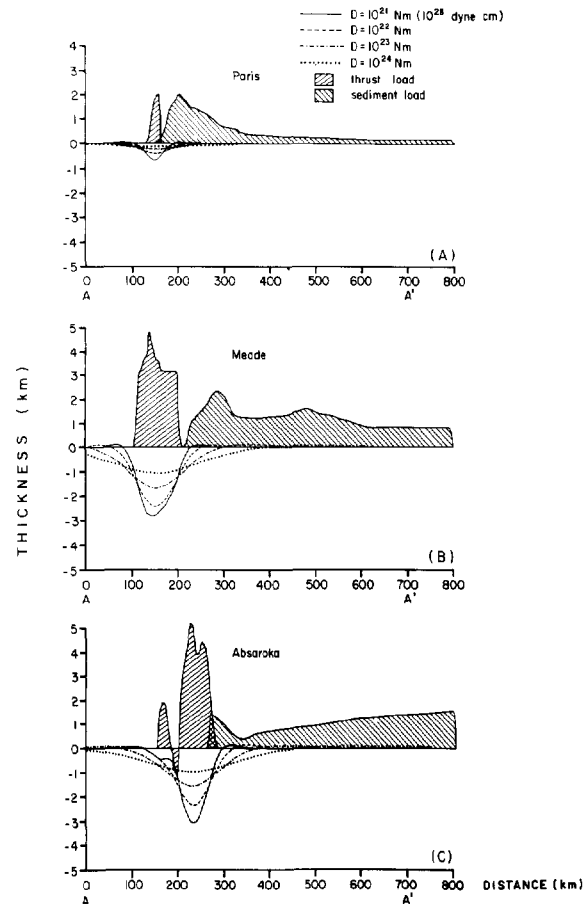 D = 10²¹ Nm (10²⁸ dyne cm)
D = 10²² Nm
D = 10²³ Nm
D = 10²⁴ Nm
thrust load
sediment load
Paris
4
3
2
1
0
-1
-2
-3
-4
-5
(A)
0 100 200 300 400 500 600 700 800
A A'
Meade
5
4
3
2
1
0
-1
-2
-3
-4
-5
(B)
0 100 200 300 400 500 600 700 800
A A'
THICKNESS (km)
Absaroka
5
4
3
2
1
0
-1
-2
-3
-4
-5
(C)
0 100 200 300 400 500 600 700 800 DISTANCE (km)
A A'